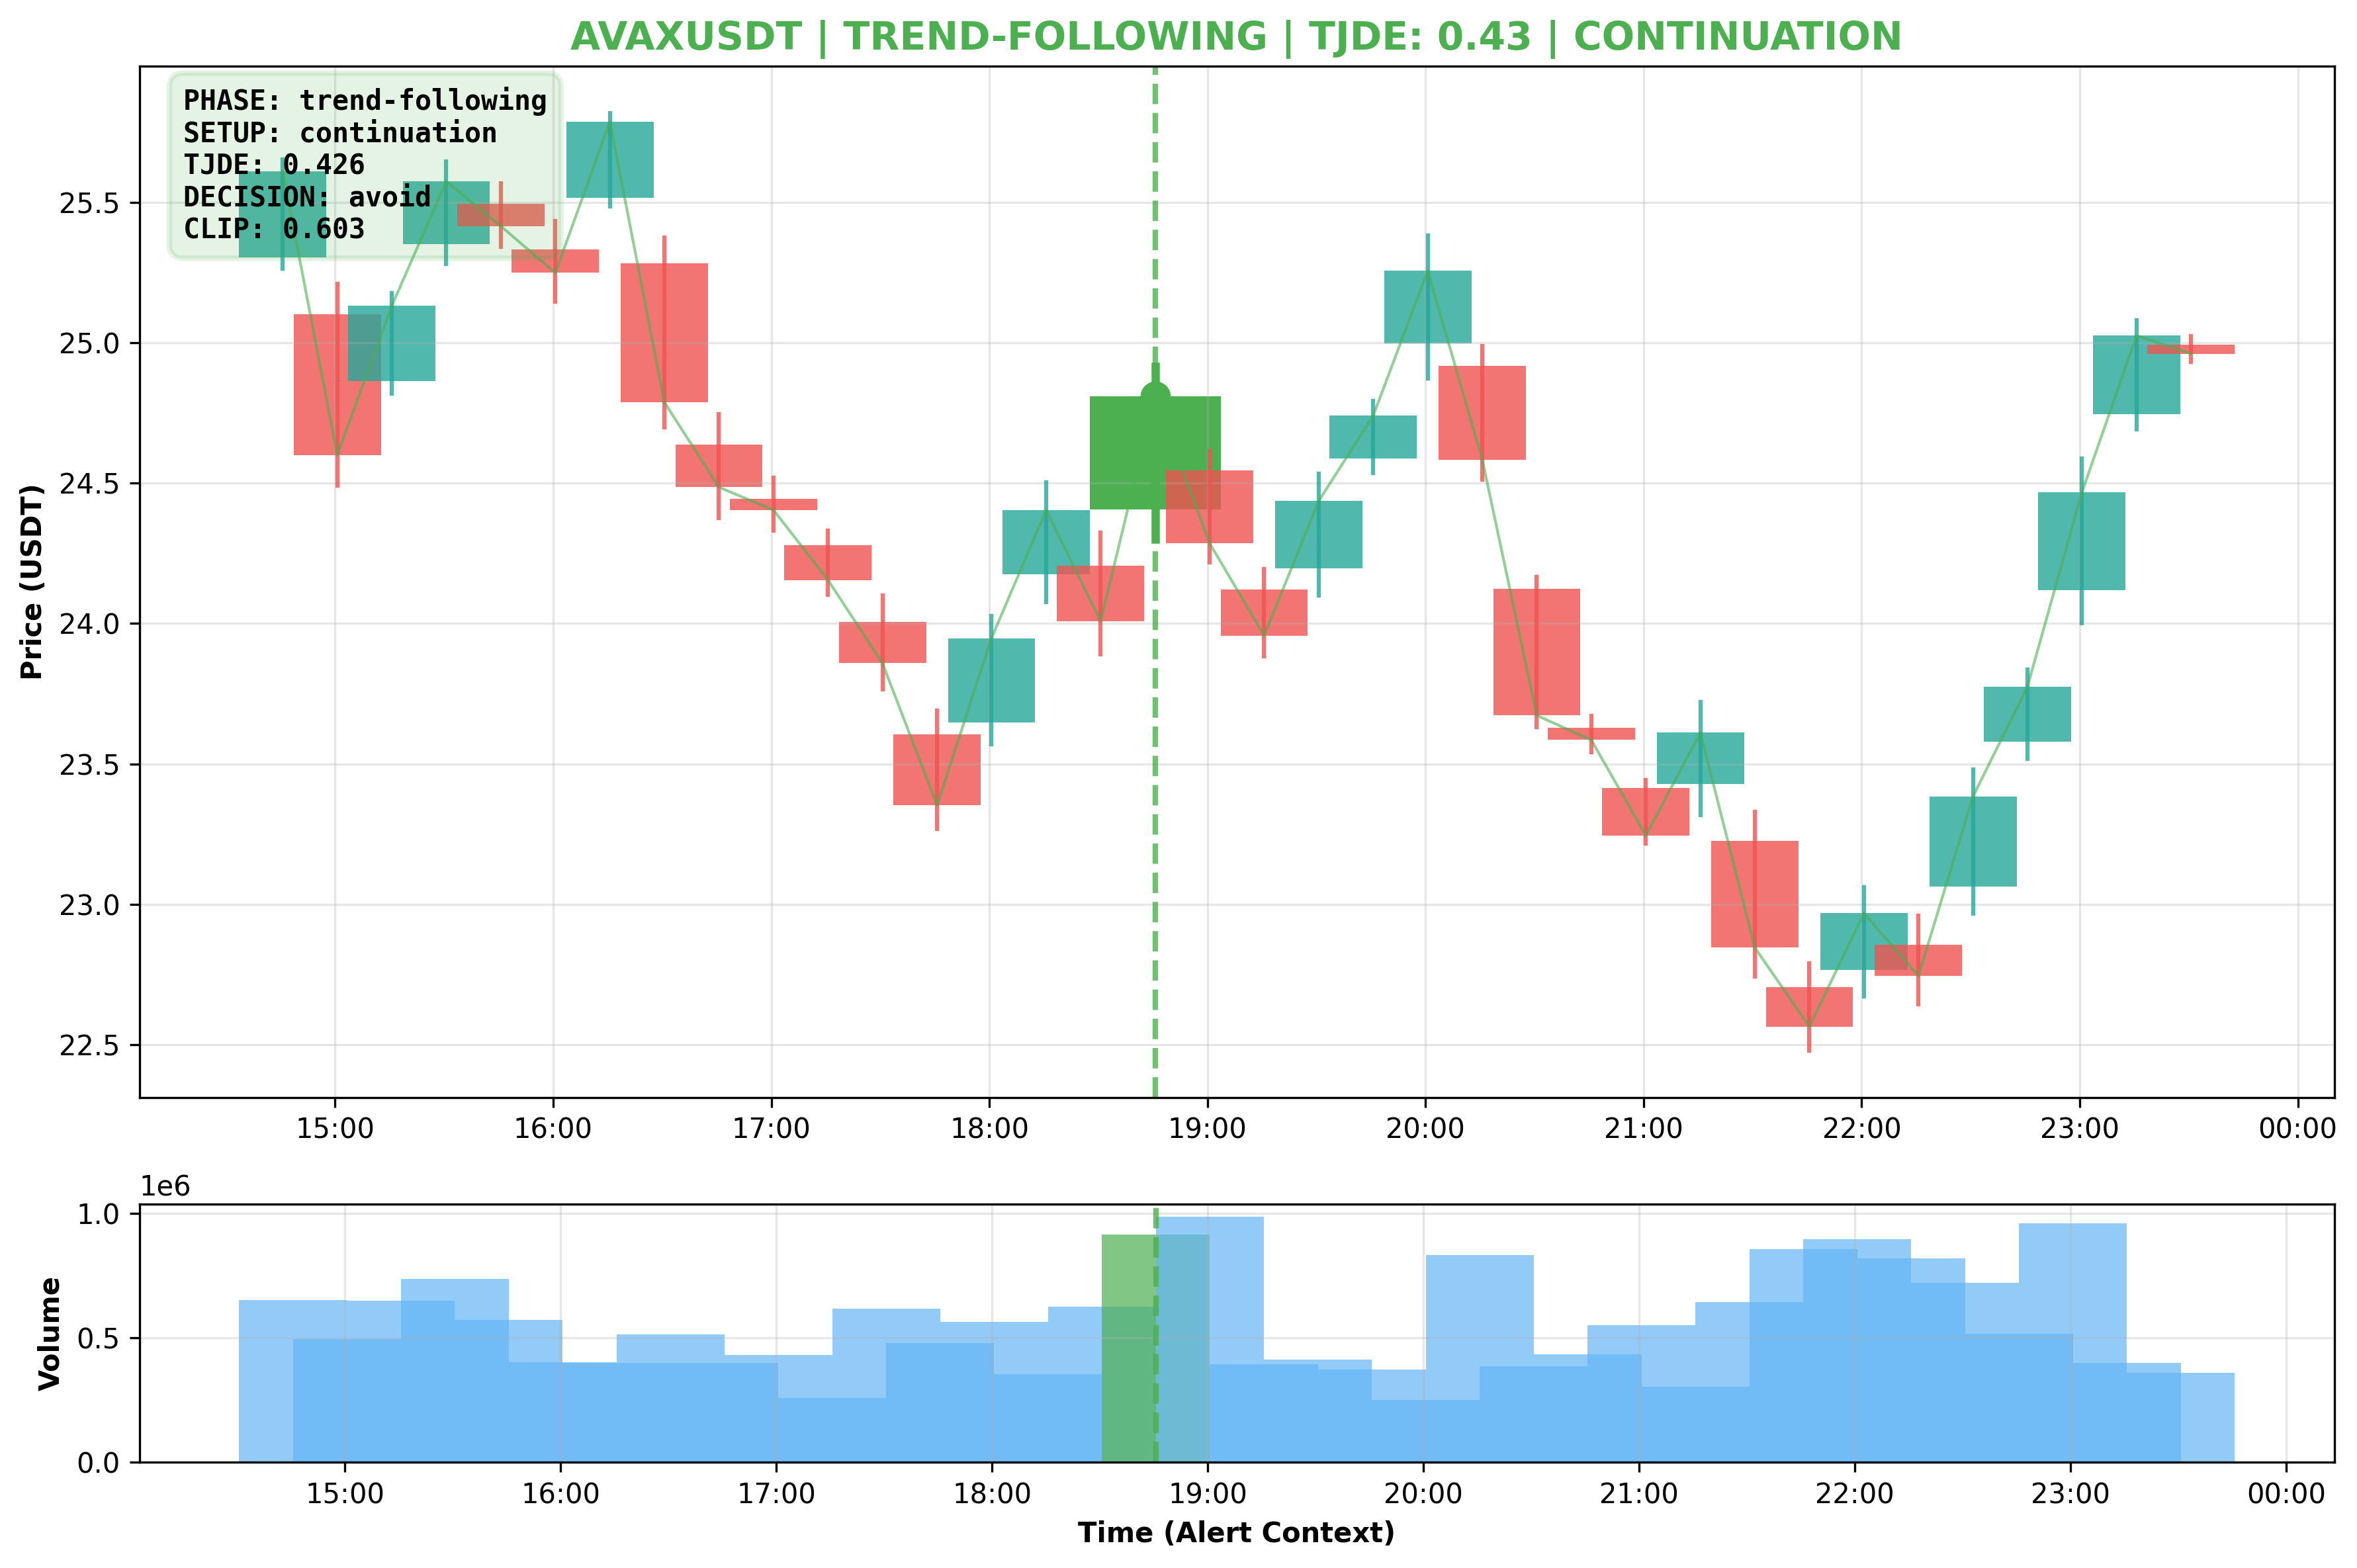 AVAXUSDT | TREND-FOLLOWING | TJDE: 0.43 | CONTINUATION
PHASE: trend-following
SETUP: continuation
TJDE: 0.426
DECISION: avoid
CLIP: 0.603
Price (USDT)
25.5
25.0
24.5
24.0
23.5
23.0
22.5
15:00 16:00 17:00 18:00 19:00 20:00 21:00 22:00 23:00 00:00
1e6
Volume
1.0
0.5
0.0
15:00 16:00 17:00 18:00 19:00 20:00 21:00 22:00 23:00 00:00
Time (Alert Context)